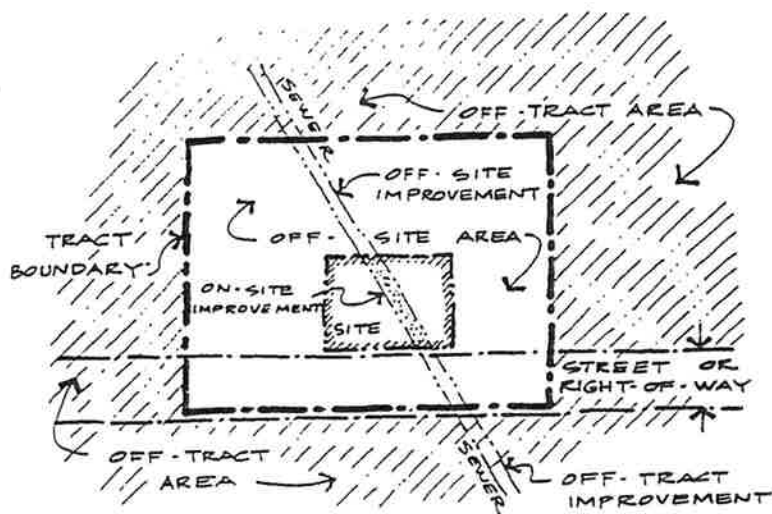 SEWER
OFF-TRACT AREA
OFF-SITE
IMPROVEMENT
TRACT
BOUNDARY
OFF-SITE AREA
ON-SITE
IMPROVEMENT
SITE
STREET OR
RIGHT-OF-WAY
OFF-TRACT
AREA
SEWER
OFF-TRACT
IMPROVEMENT